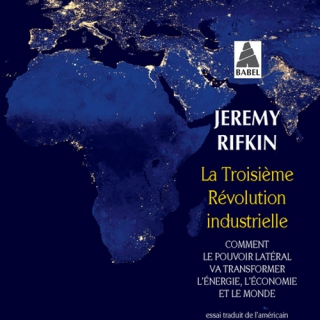 BABEL
JEREMY
RIFKIN
La Troisième
Révolution
industrielle
COMMENT
LE POUVOIR LATÉRAL
VA TRANSFORMER
L'ÉNERGIE, L'ÉCONOMIE
ET LE MONDE
essai traduit de l'américain